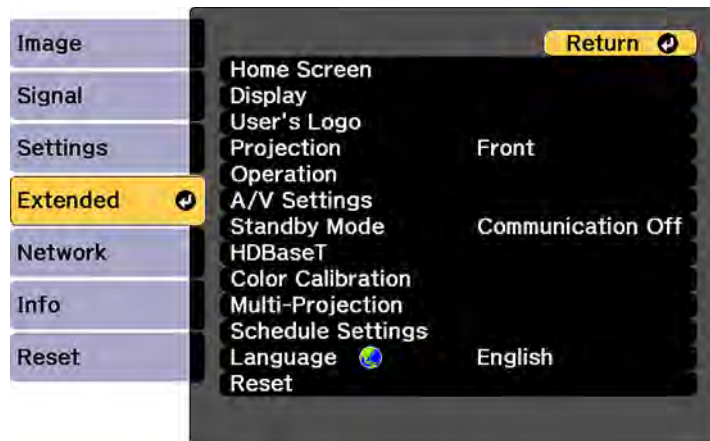 Image
Signal
Settings
Extended
Network
Info
Reset
Return
Home Screen
Display
User's Logo
Projection Front
Operation
A/V Settings
Standby Mode Communication Off
HDBaseT
Color Calibration
Multi-Projection
Schedule Settings
Language English
Reset